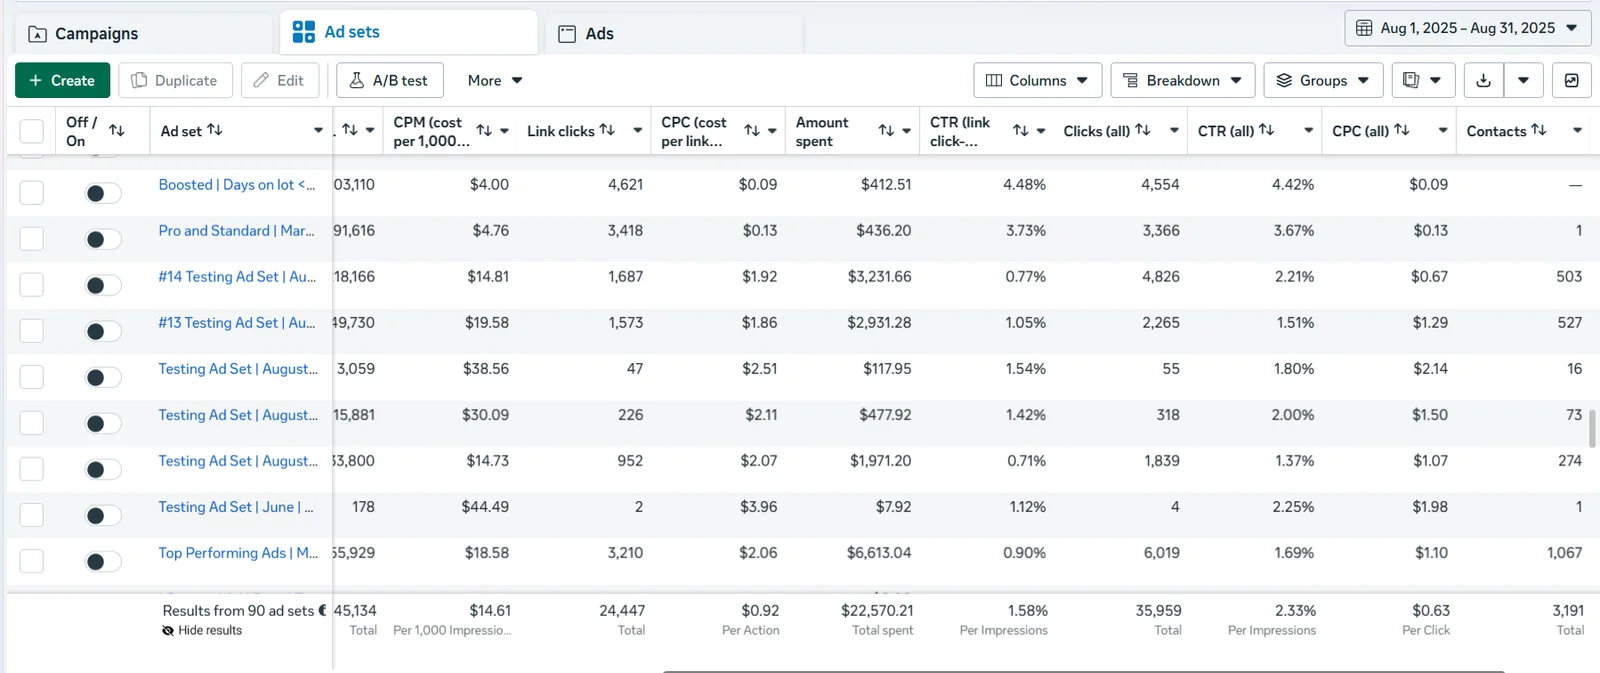 Campaigns
Ad sets
Ads
Aug 1, 2025 – Aug 31, 2025
+ Create
Duplicate
Edit
A/B test
More
Columns
Breakdown
Groups
Off / On
Ad set
CPM (cost per 1,000...
Link clicks
CPC (cost per link...
Amount spent
CTR (link click-...
Clicks (all)
CTR (all)
CPC (all)
Contacts
Boosted | Days on lot <... 03,110 $4.00 4,621 $0.09 $412.51 4.48% 4,554 4.42% $0.09 —
Pro and Standard | Mar... 91,616 $4.76 3,418 $0.13 $436.20 3.73% 3,366 3.67% $0.13 1
#14 Testing Ad Set | Au... 18,166 $14.81 1,687 $1.92 $3,231.66 0.77% 4,826 2.21% $0.67 503
#13 Testing Ad Set | Au... 49,730 $19.58 1,573 $1.86 $2,931.28 1.05% 2,265 1.51% $1.29 527
Testing Ad Set | August... 3,059 $38.56 47 $2.51 $117.95 1.54% 55 1.80% $2.14 16
Testing Ad Set | August... 15,881 $30.09 226 $2.11 $477.92 1.42% 318 2.00% $1.50 73
Testing Ad Set | August... 33,800 $14.73 952 $2.07 $1,971.20 0.71% 1,839 1.37% $1.07 274
Testing Ad Set | June | ... 178 $44.49 2 $3.96 $7.92 1.12% 4 2.25% $1.98 1
Top Performing Ads | M... 55,929 $18.58 3,210 $2.06 $6,613.04 0.90% 6,019 1.69% $1.10 1,067
Results from 90 ad sets 45,134 $14.61 24,447 $0.92 $22,570.21 1.58% 35,959 2.33% $0.63 3,191
Hide results Total Per 1,000 Impressio... Total Per Action Total spent Per Impressions Total Per Impressions Per Click Total